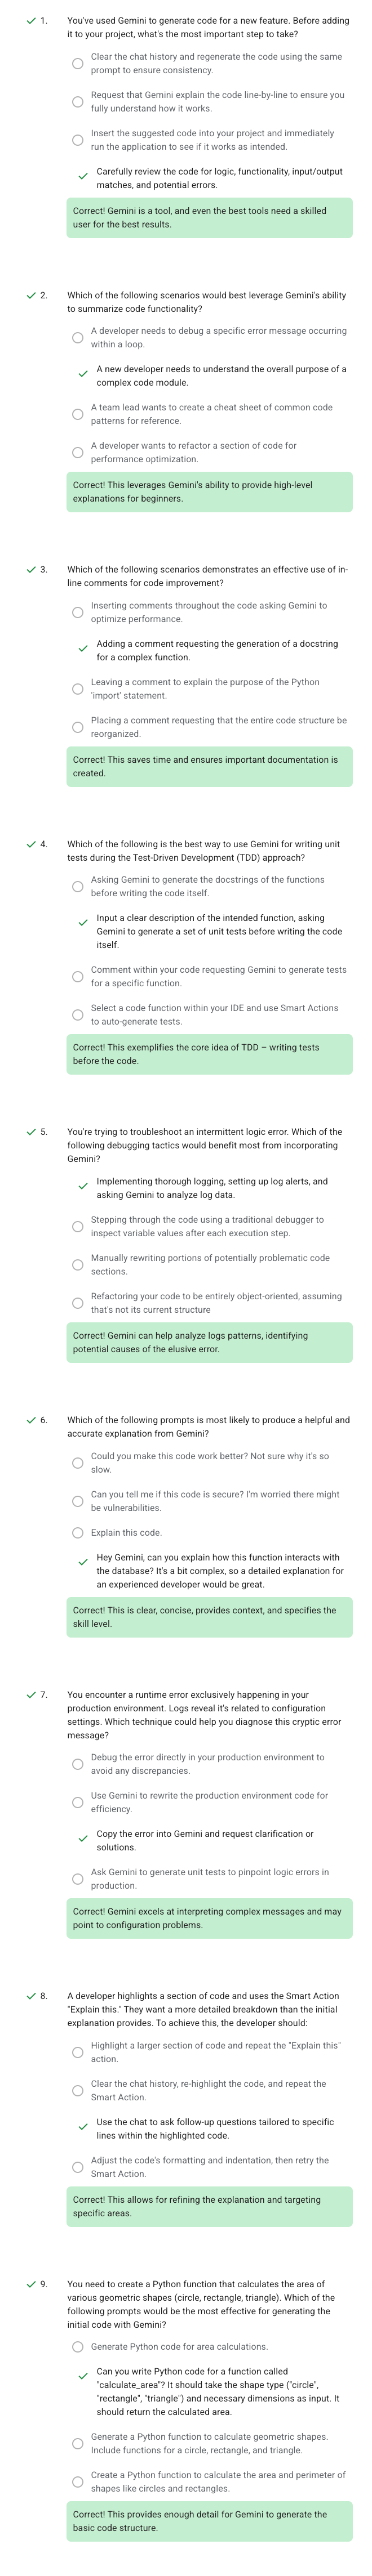 1. You've used Gemini to generate code for a new feature. Before adding
it to your project, what's the most important step to take?
Clear the chat history and regenerate the code using the same
prompt to ensure consistency.
Request that Gemini explain the code line-by-line to ensure you
fully understand how it works.
Insert the suggested code into your project and immediately
run the application to see if it works as intended.
Carefully review the code for logic, functionality, input/output
matches, and potential errors.
Correct! Gemini is a tool, and even the best tools need a skilled
user for the best results.
2. Which of the following scenarios would best leverage Gemini's ability
to summarize code functionality?
A developer needs to debug a specific error message occurring
within a loop.
A new developer needs to understand the overall purpose of a
complex code module.
A team lead wants to create a cheat sheet of common code
patterns for reference.
A developer wants to refactor a section of code for
performance optimization.
Correct! This leverages Gemini's ability to provide high-level
explanations for beginners.
3. Which of the following scenarios demonstrates an effective use of in-
line comments for code improvement?
Inserting comments throughout the code asking Gemini to
optimize performance.
Adding a comment requesting the generation of a docstring
for a complex function.
Leaving a comment to explain the purpose of the Python
'import' statement.
Placing a comment requesting that the entire code structure be
reorganized.
Correct! This saves time and ensures important documentation is
created.
4. Which of the following is the best way to use Gemini for writing unit
tests during the Test-Driven Development (TDD) approach?
Asking Gemini to generate the docstrings of the functions
before writing the code itself.
Input a clear description of the intended function, asking
Gemini to generate a set of unit tests before writing the code
itself.
Comment within your code requesting Gemini to generate tests
for a specific function.
Select a code function within your IDE and use Smart Actions
to auto-generate tests.
Correct! This exemplifies the core idea of TDD – writing tests
before the code.
5. You're trying to troubleshoot an intermittent logic error. Which of the
following debugging tactics would benefit most from incorporating
Gemini?
Implementing thorough logging, setting up log alerts, and
asking Gemini to analyze log data.
Stepping through the code using a traditional debugger to
inspect variable values after each execution step.
Manually rewriting portions of potentially problematic code
sections.
Refactoring your code to be entirely object-oriented, assuming
that's not its current structure
Correct! Gemini can help analyze logs patterns, identifying
potential causes of the elusive error.
6. Which of the following prompts is most likely to produce a helpful and
accurate explanation from Gemini?
Could you make this code work better? Not sure why it's so
slow.
Can you tell me if this code is secure? I'm worried there might
be vulnerabilities.
Explain this code.
Hey Gemini, can you explain how this function interacts with
the database? It's a bit complex, so a detailed explanation for
an experienced developer would be great.
Correct! This is clear, concise, provides context, and specifies the
skill level.
7. You encounter a runtime error exclusively happening in your
production environment. Logs reveal it's related to configuration
settings. Which technique could help you diagnose this cryptic error
message?
Debug the error directly in your production environment to
avoid any discrepancies.
Use Gemini to rewrite the production environment code for
efficiency.
Copy the error into Gemini and request clarification or
solutions.
Ask Gemini to generate unit tests to pinpoint logic errors in
production.
Correct! Gemini excels at interpreting complex messages and may
point to configuration problems.
8. A developer highlights a section of code and uses the Smart Action
"Explain this." They want a more detailed breakdown than the initial
explanation provides. To achieve this, the developer should:
Highlight a larger section of code and repeat the "Explain this"
action.
Clear the chat history, re-highlight the code, and repeat the
Smart Action.
Use the chat to ask follow-up questions tailored to specific
lines within the highlighted code.
Adjust the code's formatting and indentation, then retry the
Smart Action.
Correct! This allows for refining the explanation and targeting
specific areas.
9. You need to create a Python function that calculates the area of
various geometric shapes (circle, rectangle, triangle). Which of the
following prompts would be the most effective for generating the
initial code with Gemini?
Generate Python code for area calculations.
Can you write Python code for a function called
"calculate_area"? It should take the shape type ("circle",
"rectangle", "triangle") and necessary dimensions as input. It
should return the calculated area.
Generate a Python function to calculate geometric shapes.
Include functions for a circle, rectangle, and triangle.
Create a Python function to calculate the area and perimeter of
shapes like circles and rectangles.
Correct! This provides enough detail for Gemini to generate the
basic code structure.